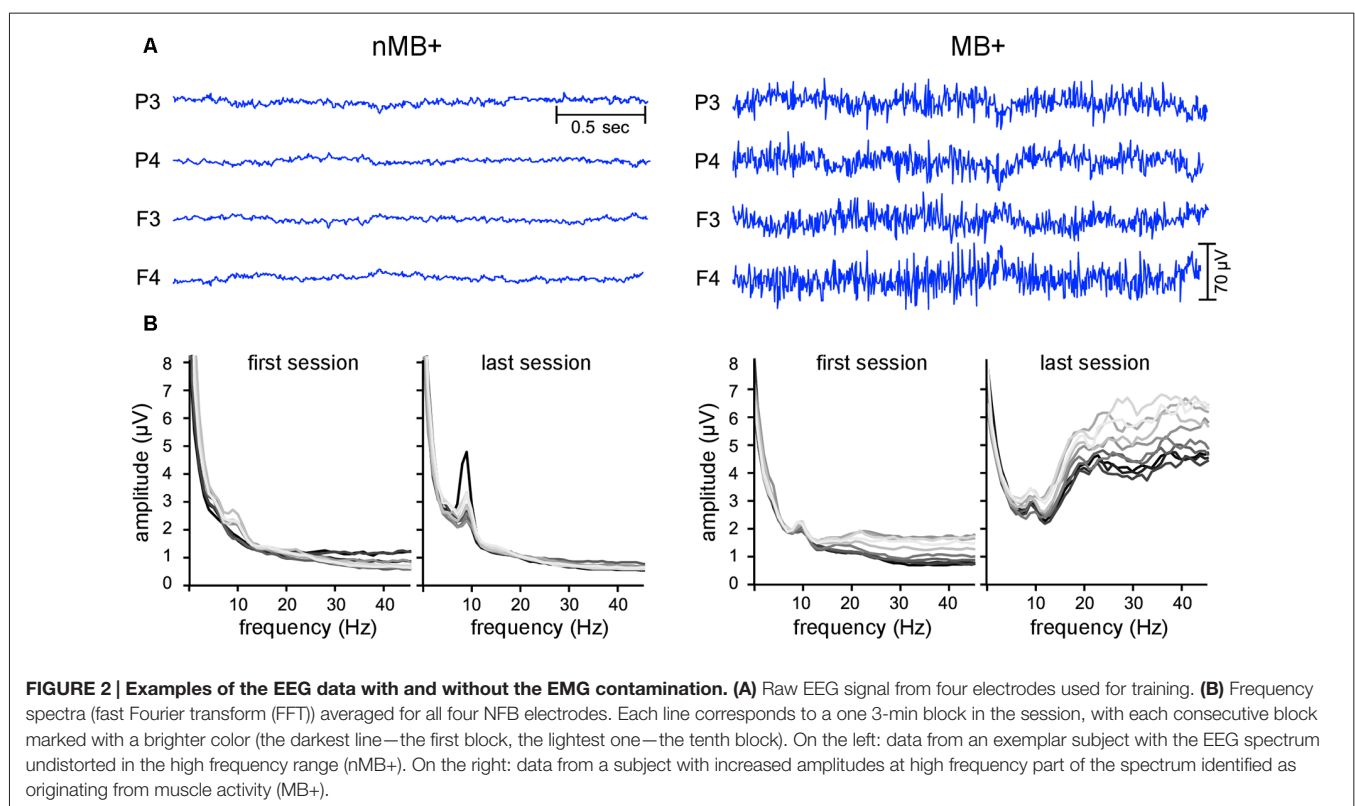 A
nMB+
MB+
P3
P4
F3
F4
0.5 sec
P3
P4
F3
F4
70 µV
B
first session
8
7
6
5
4
3
2
1
0
amplitude (µV)
10 20 30 40
frequency (Hz)
last session
10 20 30 40
frequency (Hz)
first session
8
7
6
5
4
3
2
1
0
amplitude (µV)
10 20 30 40
frequency (Hz)
last session
10 20 30 40
frequency (Hz)
FIGURE 2 | Examples of the EEG data with and without the EMG contamination. (A) Raw EEG signal from four electrodes used for training. (B) Frequency
spectra (fast Fourier transform (FFT)) averaged for all four NFB electrodes. Each line corresponds to a one 3-min block in the session, with each consecutive block
marked with a brighter color (the darkest line—the first block, the lightest one—the tenth block). On the left: data from an exemplar subject with the EEG spectrum
undistorted in the high frequency range (nMB+). On the right: data from a subject with increased amplitudes at high frequency part of the spectrum identified as
originating from muscle activity (MB+).